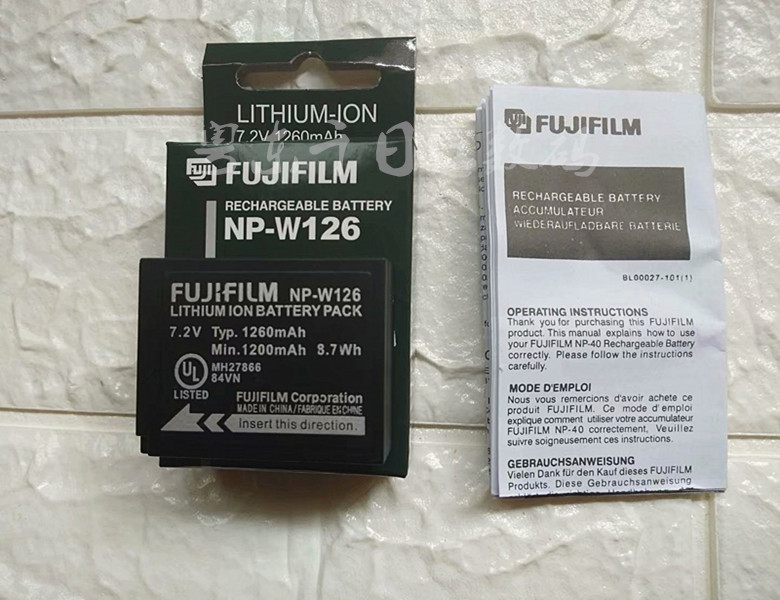 LITHIUM-ION
7.2V 1260mAh
FUJI FUJIFILM
RECHARGEABLE BATTERY
NP-W126
FUJIFILM NP-W126
LITHIUM ION BATTERY PACK
7.2V Typ. 1260mAh
Min. 1200mAh 8.7Wh
UL
LISTED
MH27866
84VN
FUJIFILM Corporation
MADE IN CHINA/FABRIQUE EN CHINE
Insert this direction.
FUJI FUJIFILM
RECHARGEABLE BATTERY
ACCUMULATEUR
WIEDERAUFLADBARE BATTERIE
BL00027-101(1)
OPERATING INSTRUCTIONS
Thank you for purchasing this FUJIFILM
product. This manual explains how to use
your FUJIFILM NP-40 Rechargeable Battery
correctly. Please follow the instructions
carefully.
MODE D'EMPLOI
Nous vous remercions d'avoir achete ce
produit FUJIFILM. Ce mode d'emploi
explique comment utiliser votre accumulateur
FUJIFILM NP-40 correctement. Veuillez
suivre soigneusement ces instructions.
GEBRAUCHSANWEISUNG
Vielen Dank für den Kauf dieses FUJIFILM
Produkts. Diese Gebrauchsanweisung